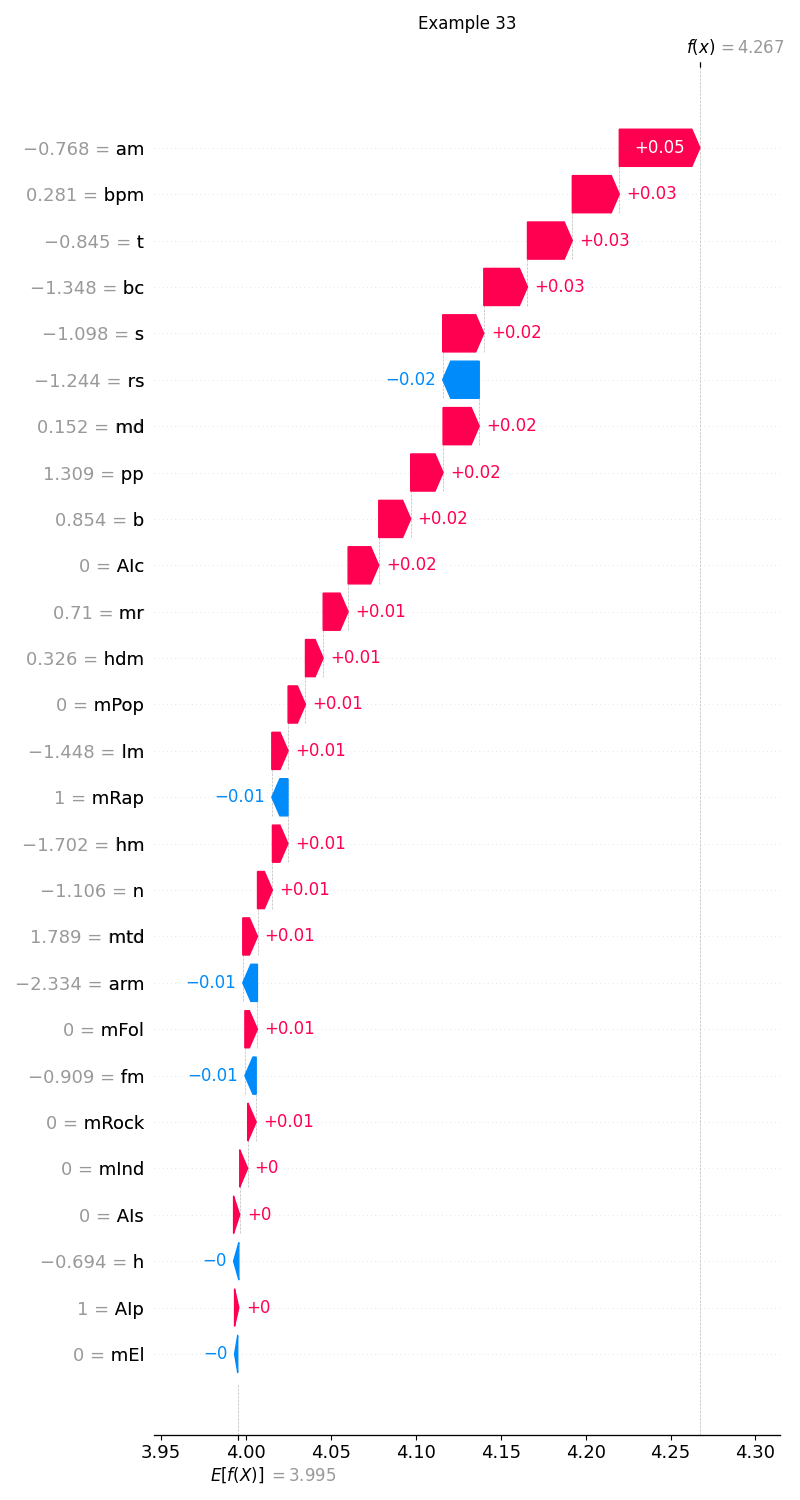 Example 33
f(x) = 4.267
−0.768 = am +0.05
0.281 = bpm +0.03
−0.845 = t +0.03
−1.348 = bc +0.03
−1.098 = s +0.02
−1.244 = rs −0.02
0.152 = md +0.02
1.309 = pp +0.02
0.854 = b +0.02
0 = AIc +0.02
0.71 = mr +0.01
0.326 = hdm +0.01
0 = mPop +0.01
−1.448 = lm +0.01
1 = mRap −0.01
−1.702 = hm +0.01
−1.106 = n +0.01
1.789 = mtd +0.01
−2.334 = arm −0.01
0 = mFol +0.01
−0.909 = fm −0.01
0 = mRock +0.01
0 = mInd +0
0 = AIs +0
−0.694 = h −0
1 = AIp +0
0 = mEl −0
3.95 4.00 4.05 4.10 4.15 4.20 4.25 4.30
E[f(X)] = 3.995